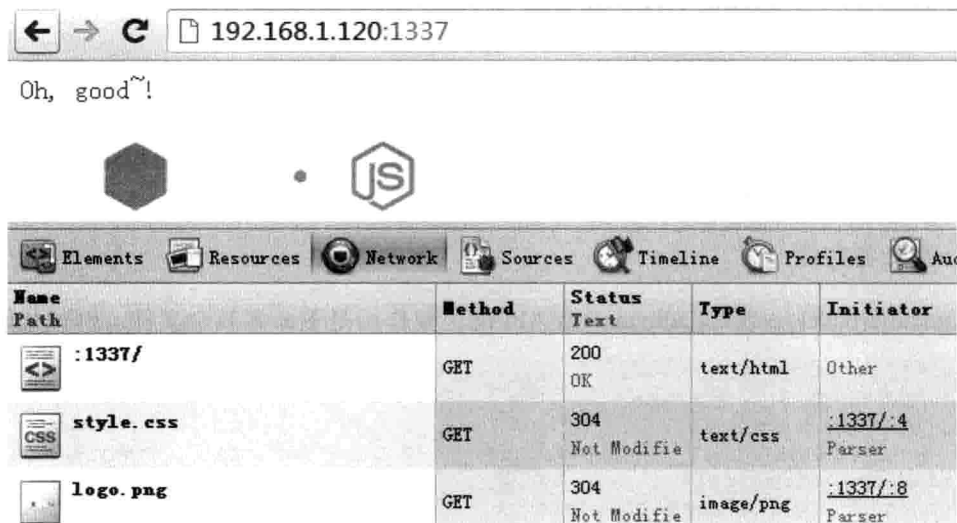 192.168.1.120:1337
Oh, good~!
JS
Elements Resources Network Sources Timeline Profiles Auc
Name Path Method Status Text Type Initiator
:1337/ GET 200 OK text/html Other
CSS style.css GET 304 Not Modifie text/css :1337/:4 Parser
logo.png GET 304 Not Modifie image/png :1337/:8 Parser